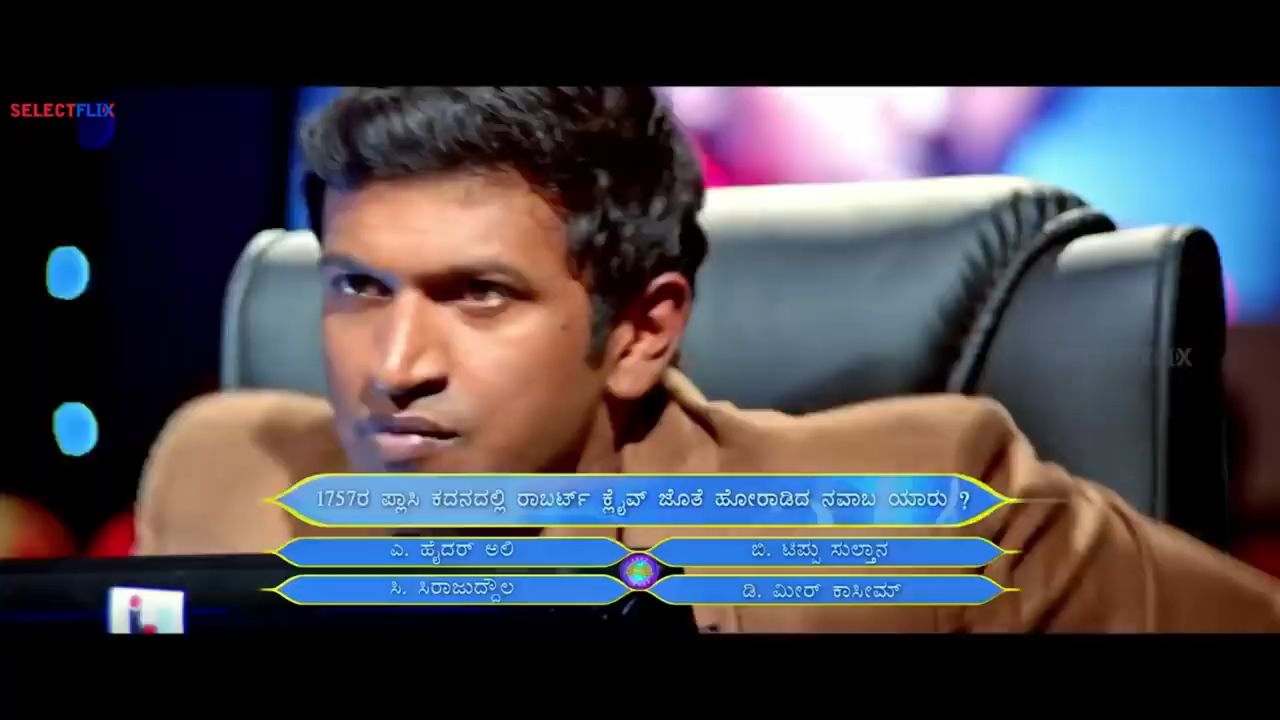 SELECTFLIX
1757ರ ಪ್ಲಾಸಿ ಕದನದಲ್ಲಿ ರಾಬರ್ಟ್ ಕ್ಲೈವ್ ಜೊತೆ ಹೋರಾಡಿದ ನವಾಬ ಯಾರು ?
ಎ. ಹೈದರ್ ಅಲಿ
ಬಿ. ಟಿಪ್ಪು ಸುಲ್ತಾನ
ಸಿ. ಸಿರಾಜುದ್ದೌಲ
ಡಿ. ಮೀರ್ ಕಾಸೀಮ್